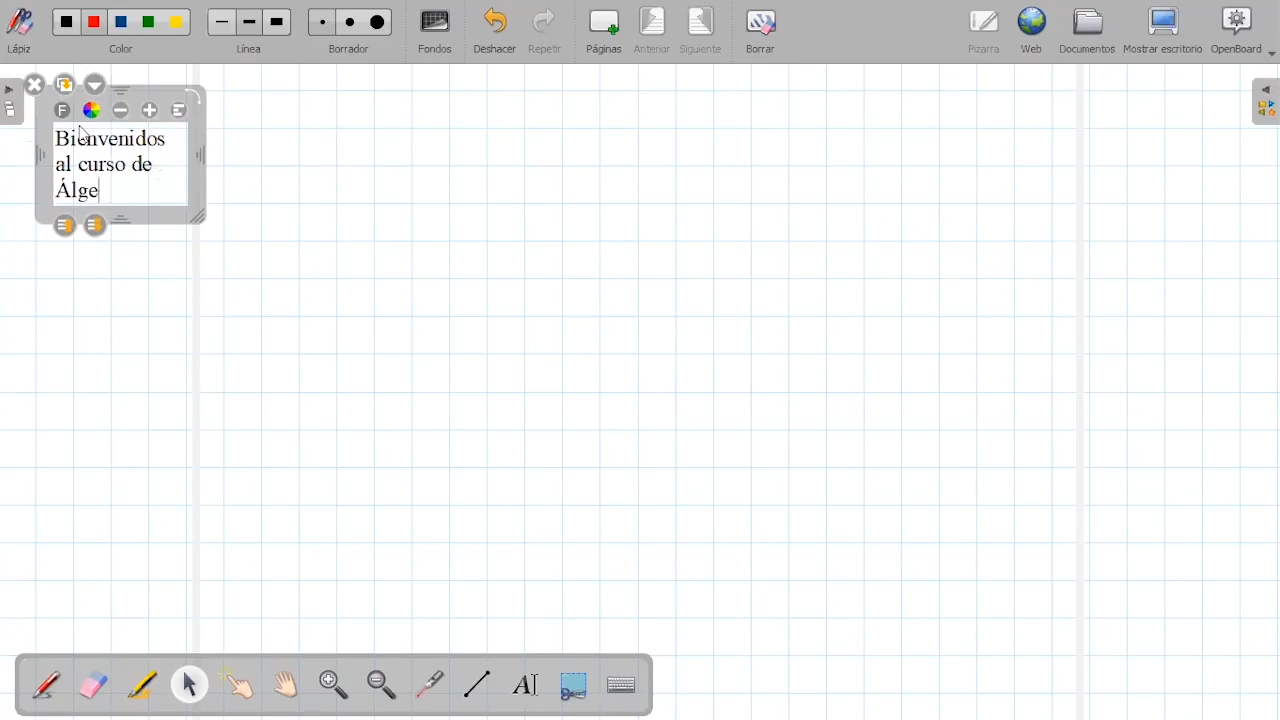 Lápiz
Color
Línea
Borrador
Fondos
Deshacer
Repetir
Páginas
Anterior
Siguiente
Borrar
Pizarra
Web
Documentos
Mostrar escritorio
OpenBoard
F
Bienvenidos
al curso de
Álge
A